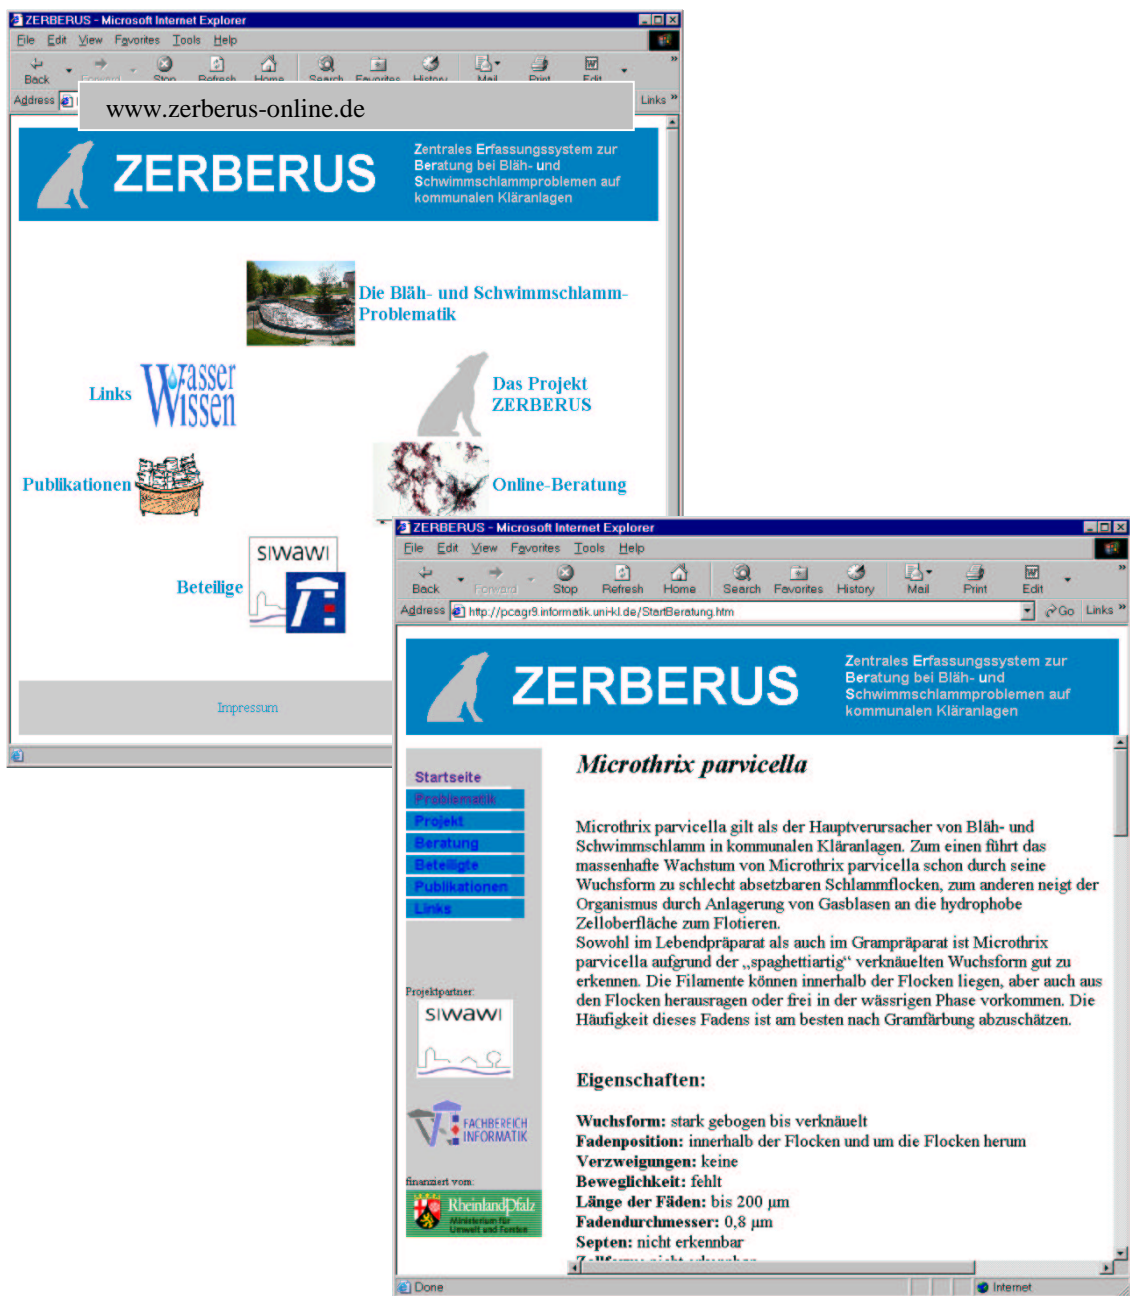 ZERBERUS - Microsoft Internet Explorer
File Edit View Favorites Tools Help
Back Forward Stop Refresh Home Search Favorites History Mail Print Edit »
Address Links »
www.zerberus-online.de
ZERBERUS
Zentrales Erfassungssystem zur
Beratung bei Bläh- und
Schwimmschlammproblemen auf
kommunalen Kläranlagen
Die Bläh- und Schwimmschlamm-
Problematik
Links
Wasser
Wissen
Das Projekt
ZERBERUS
Publikationen
Online-Beratung
Beteilige
siwawi
Impressum
ZERBERUS - Microsoft Internet Explorer
File Edit View Favorites Tools Help
Back Forward Stop Refresh Home Search Favorites History Mail Print Edit »
Address http://pcagr9.informatik.uni-kl.de/StartBeratung.htm Go Links »
ZERBERUS
Zentrales Erfassungssystem zur
Beratung bei Bläh- und
Schwimmschlammproblemen auf
kommunalen Kläranlagen
Startseite
Problematik
Projekt
Beratung
Beteiligte
Publikationen
Links
Projektpartner:
siwawi
FACHBEREICH
INFORMATIK
finanziert vom:
RheinlandPfalz
Ministerium für
Umwelt und Forsten
Microthrix parvicella
Microthrix parvicella gilt als der Hauptverursacher von Bläh- und
Schwimmschlamm in kommunalen Kläranlagen. Zum einen führt das
massenhafte Wachstum von Microthrix parvicella schon durch seine
Wuchsform zu schlecht absetzbaren Schlammflocken, zum anderen neigt der
Organismus durch Anlagerung von Gasblasen an die hydrophobe
Zelloberfläche zum Flotieren.
Sowohl im Lebendpräparat als auch im Grampräparat ist Microthrix
parvicella aufgrund der „spaghettiartig“ verknäuelten Wuchsform gut zu
erkennen. Die Filamente können innerhalb der Flocken liegen, aber auch aus
den Flocken herausragen oder frei in der wässrigen Phase vorkommen. Die
Häufigkeit dieses Fadens ist am besten nach Gramfärbung abzuschätzen.
Eigenschaften:
Wuchsform: stark gebogen bis verknäuelt
Fadenposition: innerhalb der Flocken und um die Flocken herum
Verzweigungen: keine
Beweglichkeit: fehlt
Länge der Fäden: bis 200 µm
Fadendurchmesser: 0,8 µm
Septen: nicht erkennbar
Done Internet